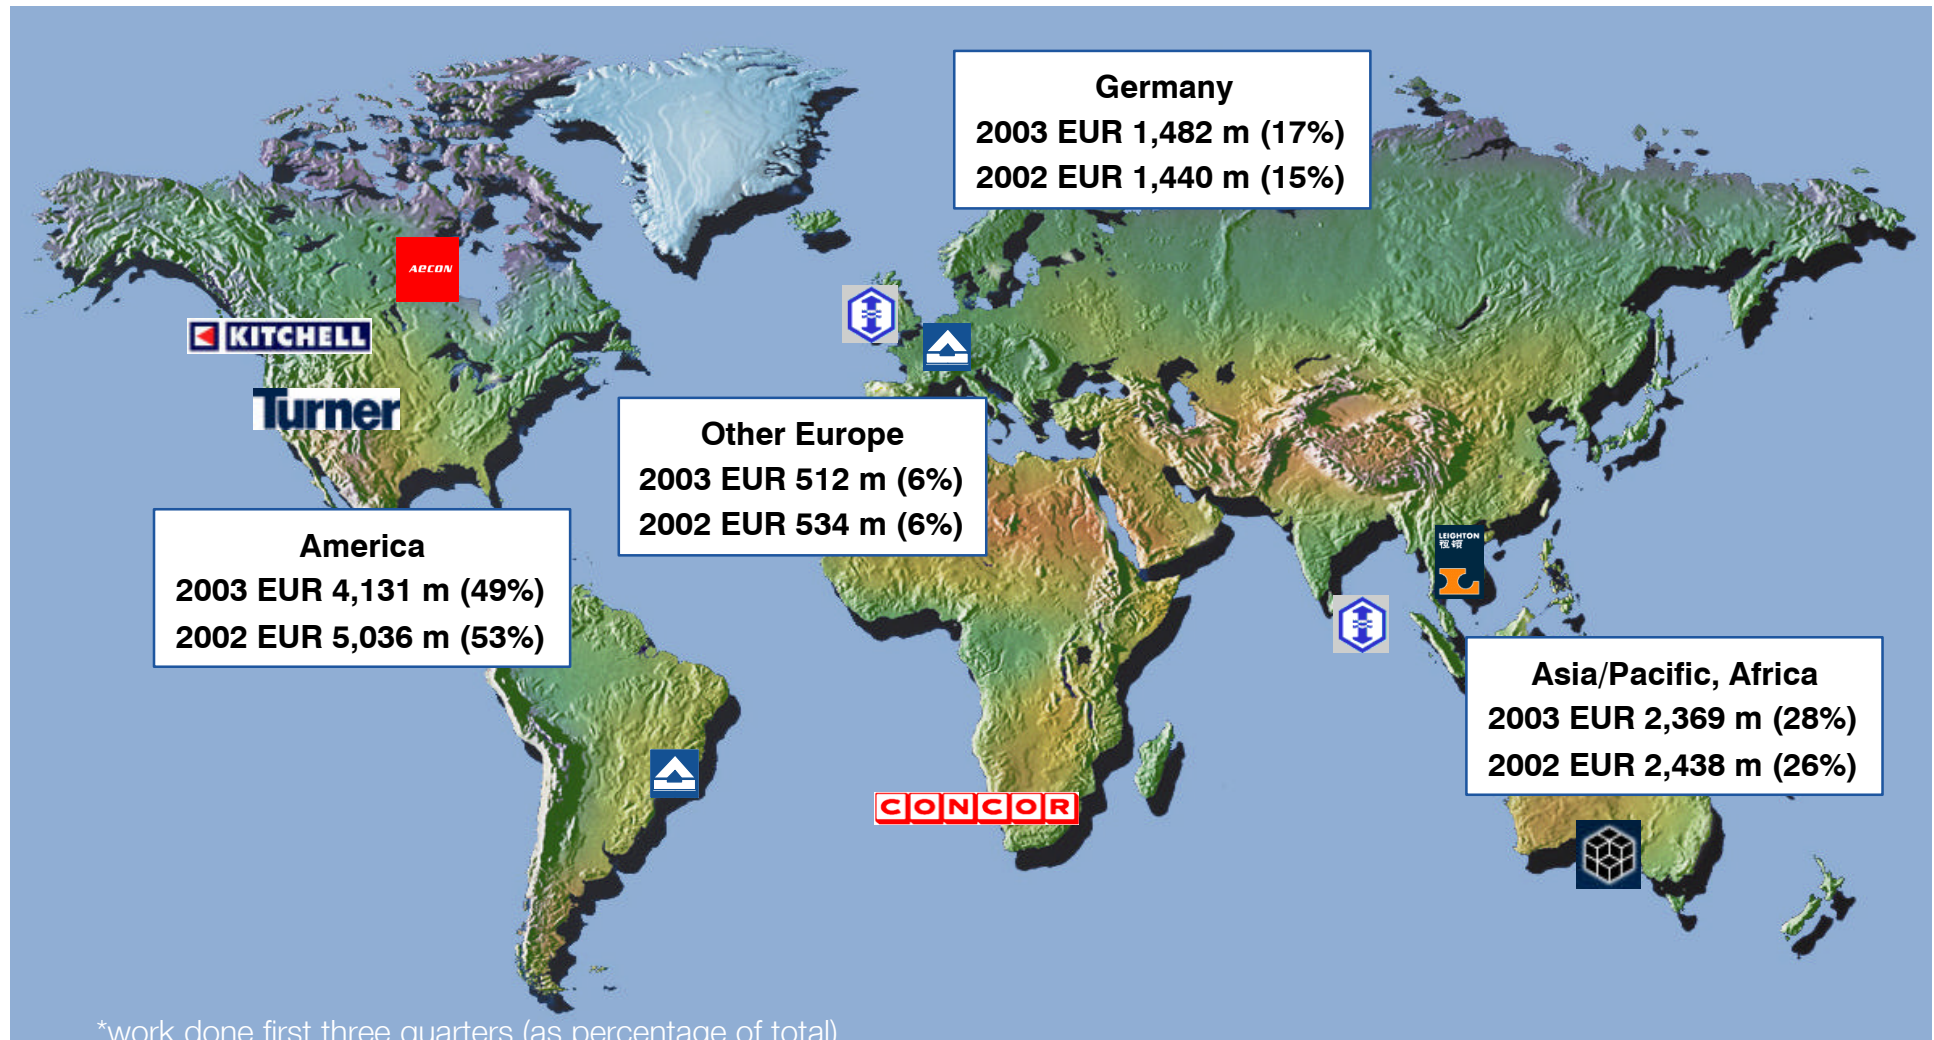 Germany
2003 EUR 1,482 m (17%)
2002 EUR 1,440 m (15%)
AECON
KITCHELL
Turner
Other Europe
2003 EUR 512 m (6%)
2002 EUR 534 m (6%)
America
2003 EUR 4,131 m (49%)
2002 EUR 5,036 m (53%)
LEIGHTON
Asia/Pacific, Africa
2003 EUR 2,369 m (28%)
2002 EUR 2,438 m (26%)
CONCOR
*work done first three quarters (as percentage of total)